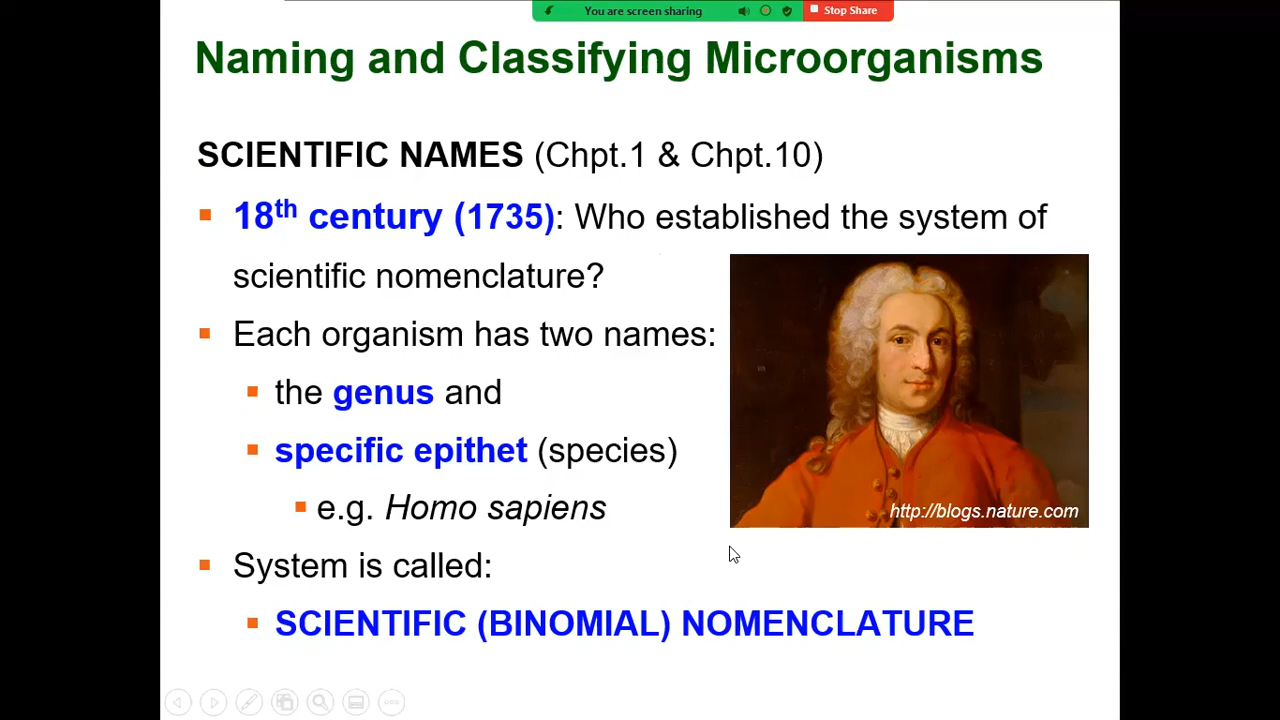 You are screen sharing
Stop Share
Naming and Classifying Microorganisms
SCIENTIFIC NAMES (Chpt.1 & Chpt.10)
18th century (1735): Who established the system of
scientific nomenclature?
Each organism has two names:
the genus and
specific epithet (species)
e.g. Homo sapiens
http://blogs.nature.com
System is called:
SCIENTIFIC (BINOMIAL) NOMENCLATURE